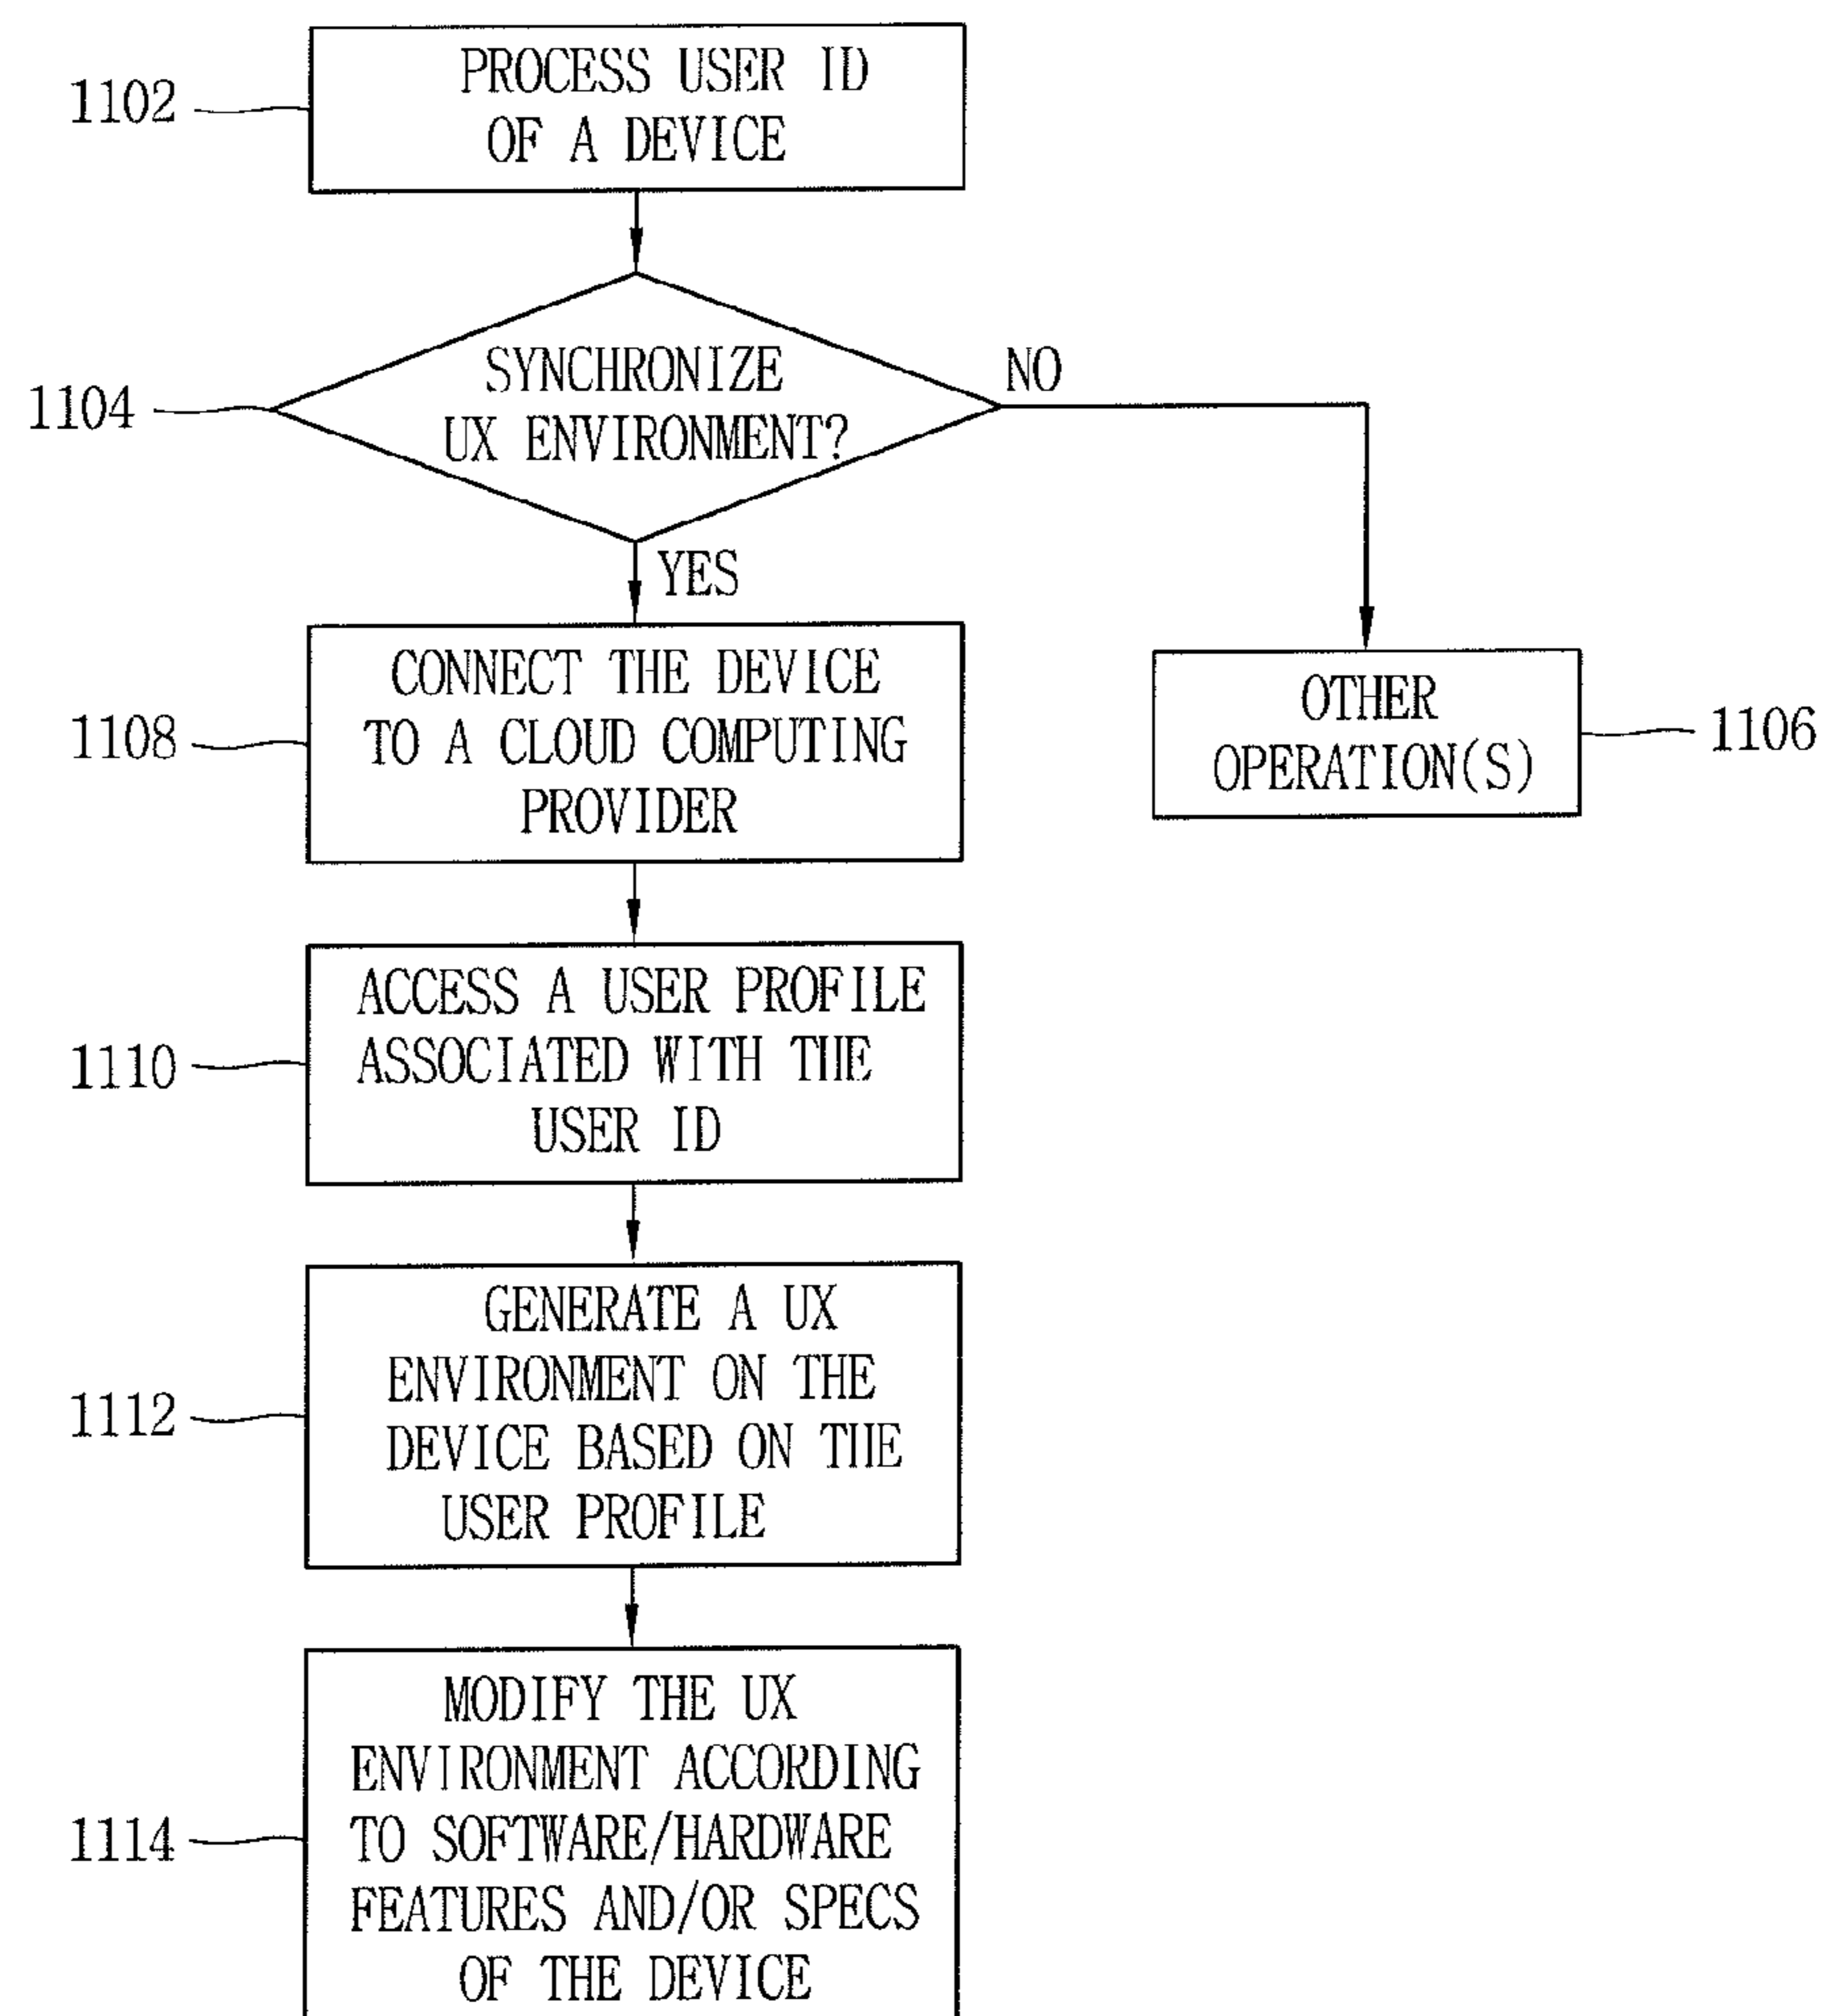 1102
PROCESS USER ID
OF A DEVICE
1104
SYNCHRONIZE
UX ENVIRONMENT?
NO
YES
1108
CONNECT THE DEVICE
TO A CLOUD COMPUTING
PROVIDER
OTHER
OPERATION(S)
1106
1110
ACCESS A USER PROFILE
ASSOCIATED WITH THE
USER ID
1112
GENERATE A UX
ENVIRONMENT ON THE
DEVICE BASED ON THE
USER PROFILE
1114
MODIFY THE UX
ENVIRONMENT ACCORDING
TO SOFTWARE/HARDWARE
FEATURES AND/OR SPECS
OF THE DEVICE